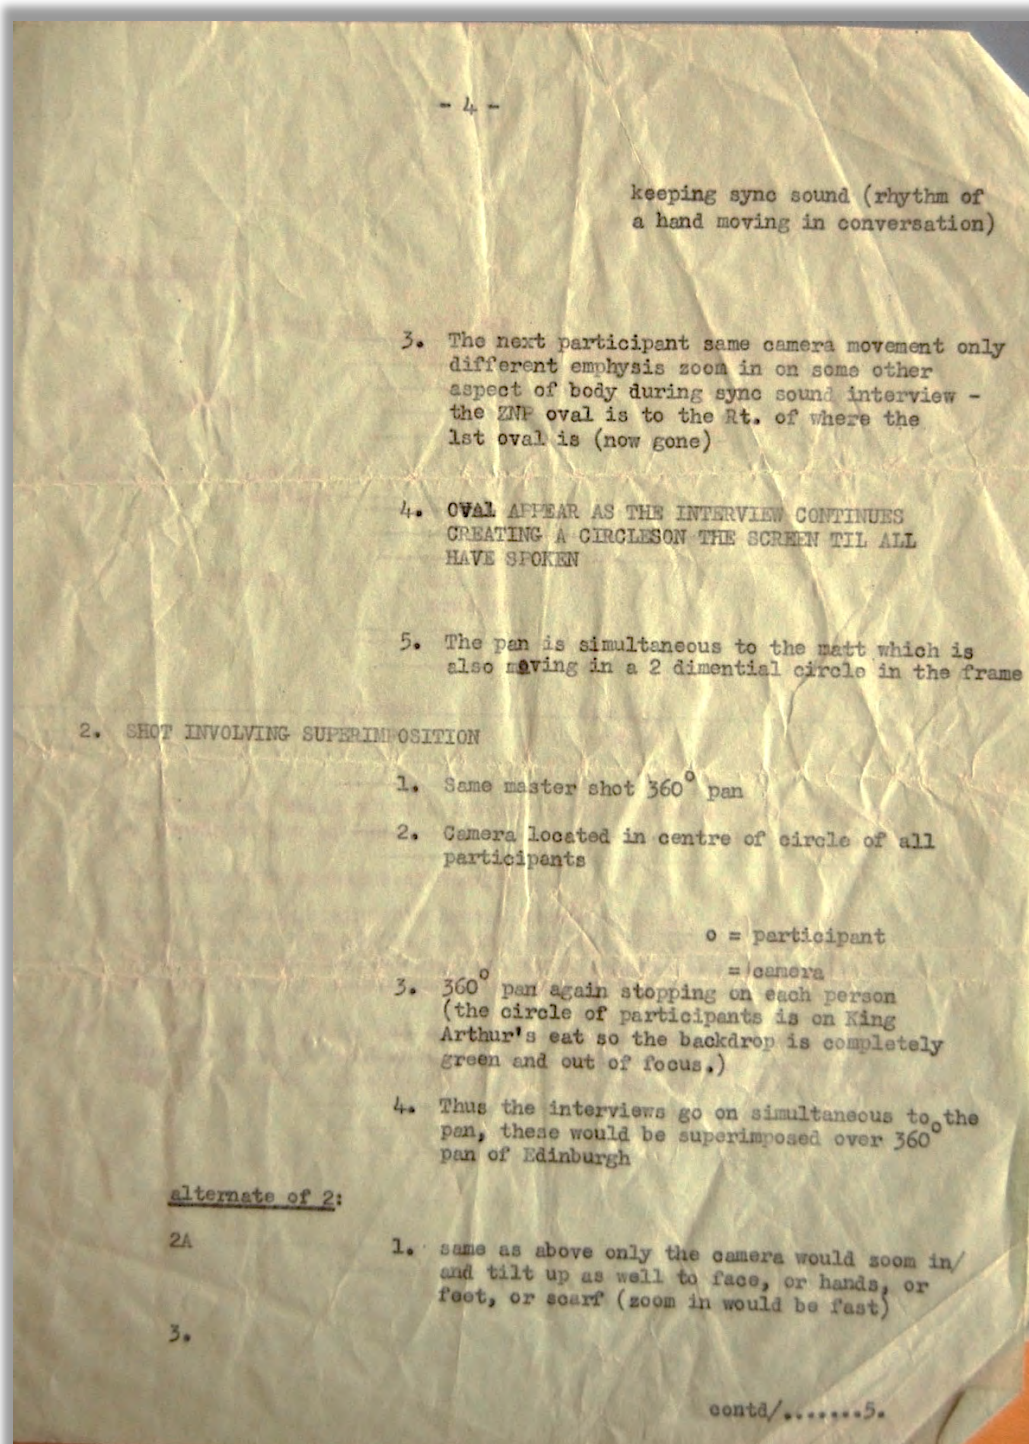 - 4 -
keeping sync sound (rhythm of
a hand moving in conversation)
3. The next participant same camera movement only
different emphysis zoom in on some other
aspect of body during sync sound interview -
the 2NF oval is to the Rt. of where the
1st oval is (now gone)
4. OVAl APPEAR AS THE INTERVIEW CONTINUES
CREATING A CIRCLESON THE SCREEN TIL ALL
HAVE SPOKEN
5. The pan is simultaneous to the matt which is
also moving in a 2 dimential circle in the frame
2. SHOT INVOLVING SUPERIMPOSITION
1. Same master shot 360° pan
2. Camera located in centre of circle of all
participants
o = participant
= camera
3. 360° pan again stopping on each person
(the circle of participants is on King
Arthur's eat so the backdrop is completely
green and out of focus.)
4. Thus the interviews go on simultaneous to the
pan, these would be superimposed over 360°
pan of Edinburgh
alternate of 2:
2A 1. same as above only the camera would zoom in/
and tilt up as well to face, or hands, or
feet, or scarf (zoom in would be fast)
3.
contd/.......5.